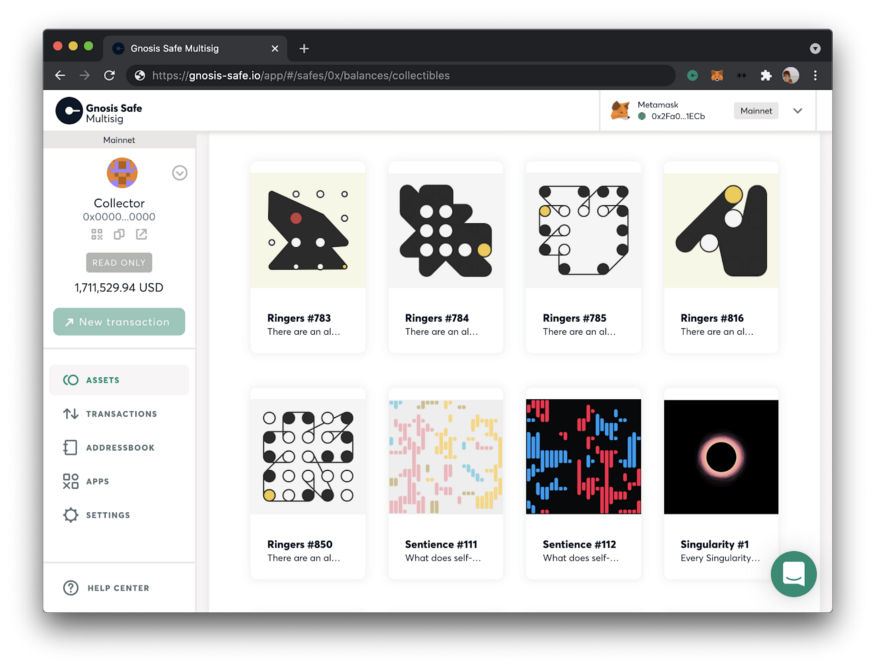 Gnosis Safe Multisig
https://gnosis-safe.io/app/#/safes/0x/balances/collectibles
Gnosis Safe
Multisig
Metamask
0x2Fa0...1ECb
Mainnet
Mainnet
Collector
0x0000...0000
READ ONLY
1,711,529.94 USD
New transaction
ASSETS
TRANSACTIONS
ADDRESSBOOK
APPS
SETTINGS
HELP CENTER
Ringers #783
There are an al...
Ringers #784
There are an al...
Ringers #785
There are an al...
Ringers #816
There are an al...
Ringers #850
There are an al...
Sentience #111
What does self-...
Sentience #112
What does self-...
Singularity #1
Every Singularity...